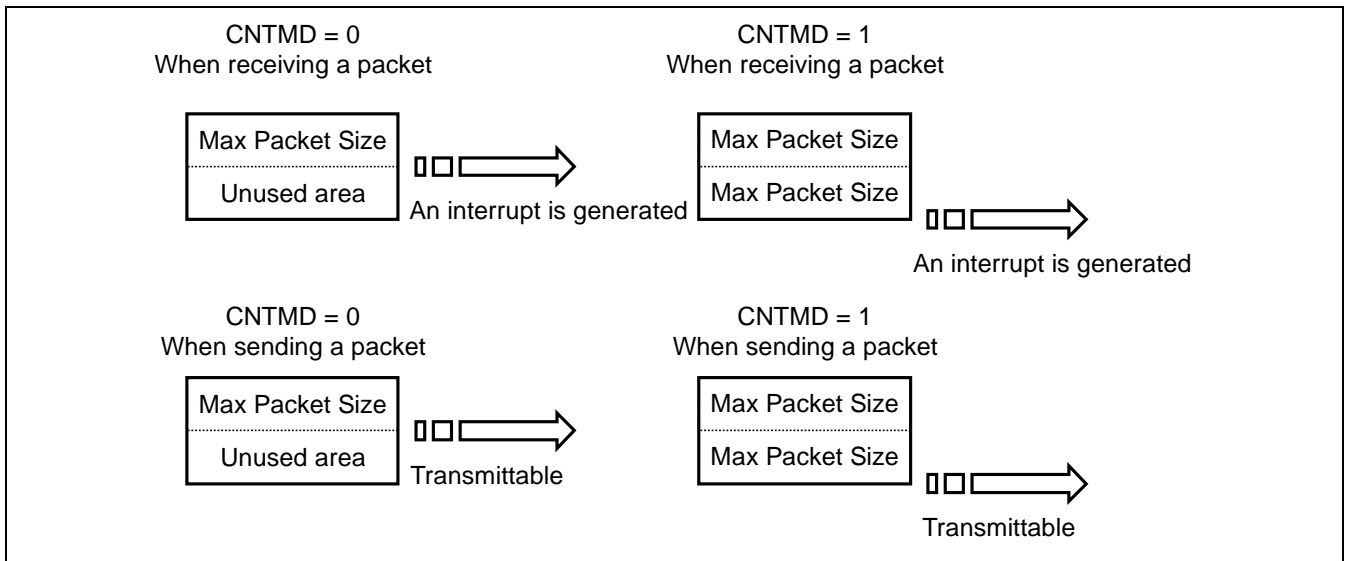 CNTMD = 0
When receiving a packet
Max Packet Size
Unused area
An interrupt is generated
CNTMD = 1
When receiving a packet
Max Packet Size
Max Packet Size
An interrupt is generated
CNTMD = 0
When sending a packet
Max Packet Size
Unused area
Transmittable
CNTMD = 1
When sending a packet
Max Packet Size
Max Packet Size
Transmittable